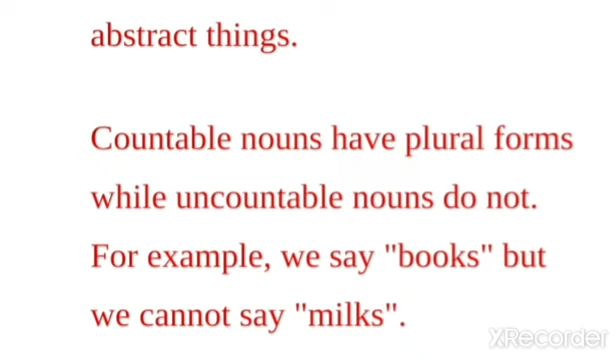 abstract things.
Countable nouns have plural forms
while uncountable nouns do not.
For example, we say "books" but
we cannot say "milks".
XRecorder